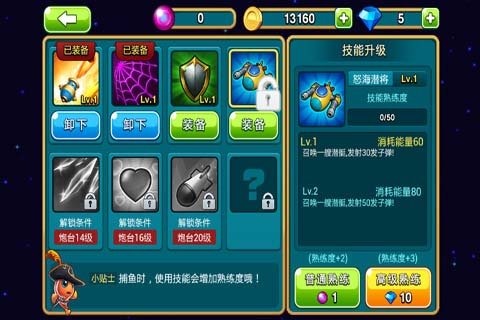 0
13160
5
已装备
已装备
Lv.1
Lv.1
Lv.1
卸下
卸下
装备
装备
解锁条件
解锁条件
解锁条件
炮台14级
炮台16级
炮台20级
?
小贴士 捕鱼时，使用技能会增加熟练度哦！
技能升级
怒海潜将 Lv.1
技能熟练度
0/50
Lv.1 消耗能量60
召唤一艘潜艇,发射30发子弹!
Lv.2 消耗能量80
召唤一艘潜艇,发射50发子弹!
(熟练度+2) (熟练度+3)
普通熟练 高级熟练
1 10